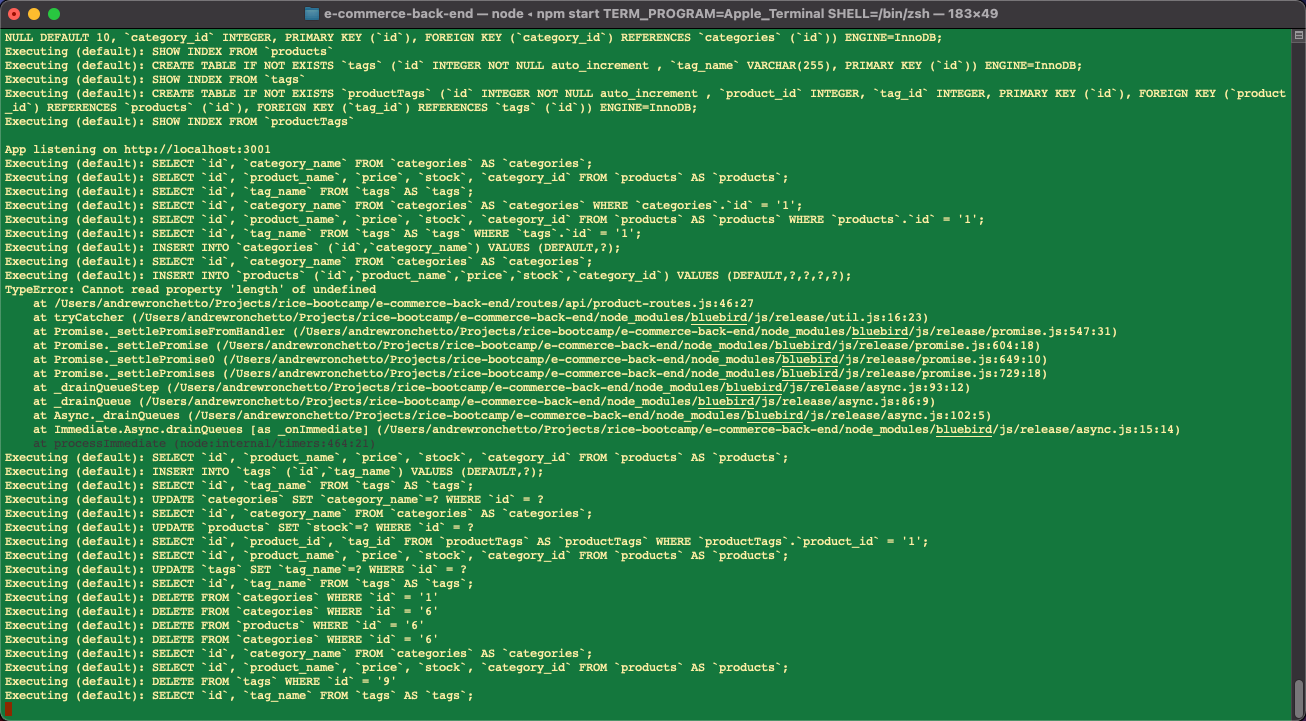 e-commerce-back-end — node ◂ npm start TERM_PROGRAM=Apple_Terminal SHELL=/bin/zsh — 183×49
NULL DEFAULT 10, `category_id` INTEGER, PRIMARY KEY (`id`), FOREIGN KEY (`category_id`) REFERENCES `categories` (`id`)) ENGINE=InnoDB;
Executing (default): SHOW INDEX FROM `products`
Executing (default): CREATE TABLE IF NOT EXISTS `tags` (`id` INTEGER NOT NULL auto_increment , `tag_name` VARCHAR(255), PRIMARY KEY (`id`)) ENGINE=InnoDB;
Executing (default): SHOW INDEX FROM `tags`
Executing (default): CREATE TABLE IF NOT EXISTS `productTags` (`id` INTEGER NOT NULL auto_increment , `product_id` INTEGER, `tag_id` INTEGER, PRIMARY KEY (`id`), FOREIGN KEY (`product
_id`) REFERENCES `products` (`id`), FOREIGN KEY (`tag_id`) REFERENCES `tags` (`id`)) ENGINE=InnoDB;
Executing (default): SHOW INDEX FROM `productTags`
App listening on http://localhost:3001
Executing (default): SELECT `id`, `category_name` FROM `categories` AS `categories`;
Executing (default): SELECT `id`, `product_name`, `price`, `stock`, `category_id` FROM `products` AS `products`;
Executing (default): SELECT `id`, `tag_name` FROM `tags` AS `tags`;
Executing (default): SELECT `id`, `category_name` FROM `categories` AS `categories` WHERE `categories`.`id` = '1';
Executing (default): SELECT `id`, `product_name`, `price`, `stock`, `category_id` FROM `products` AS `products` WHERE `products`.`id` = '1';
Executing (default): SELECT `id`, `tag_name` FROM `tags` AS `tags` WHERE `tags`.`id` = '1';
Executing (default): INSERT INTO `categories` (`id`,`category_name`) VALUES (DEFAULT,?);
Executing (default): SELECT `id`, `category_name` FROM `categories` AS `categories`;
Executing (default): INSERT INTO `products` (`id`,`product_name`,`price`,`stock`,`category_id`) VALUES (DEFAULT,?,?,?,?);
TypeError: Cannot read property 'length' of undefined
    at /Users/andrewronchetto/Projects/rice-bootcamp/e-commerce-back-end/routes/api/product-routes.js:46:27
    at tryCatcher (/Users/andrewronchetto/Projects/rice-bootcamp/e-commerce-back-end/node_modules/bluebird/js/release/util.js:16:23)
    at Promise._settlePromiseFromHandler (/Users/andrewronchetto/Projects/rice-bootcamp/e-commerce-back-end/node_modules/bluebird/js/release/promise.js:547:31)
    at Promise._settlePromise (/Users/andrewronchetto/Projects/rice-bootcamp/e-commerce-back-end/node_modules/bluebird/js/release/promise.js:604:18)
    at Promise._settlePromise0 (/Users/andrewronchetto/Projects/rice-bootcamp/e-commerce-back-end/node_modules/bluebird/js/release/promise.js:649:10)
    at Promise._settlePromises (/Users/andrewronchetto/Projects/rice-bootcamp/e-commerce-back-end/node_modules/bluebird/js/release/promise.js:729:18)
    at _drainQueueStep (/Users/andrewronchetto/Projects/rice-bootcamp/e-commerce-back-end/node_modules/bluebird/js/release/async.js:93:12)
    at _drainQueue (/Users/andrewronchetto/Projects/rice-bootcamp/e-commerce-back-end/node_modules/bluebird/js/release/async.js:86:9)
    at Async._drainQueues (/Users/andrewronchetto/Projects/rice-bootcamp/e-commerce-back-end/node_modules/bluebird/js/release/async.js:102:5)
    at Immediate.Async.drainQueues [as _onImmediate] (/Users/andrewronchetto/Projects/rice-bootcamp/e-commerce-back-end/node_modules/bluebird/js/release/async.js:15:14)
    at processImmediate (node:internal/timers:464:21)
Executing (default): SELECT `id`, `product_name`, `price`, `stock`, `category_id` FROM `products` AS `products`;
Executing (default): INSERT INTO `tags` (`id`,`tag_name`) VALUES (DEFAULT,?);
Executing (default): SELECT `id`, `tag_name` FROM `tags` AS `tags`;
Executing (default): UPDATE `categories` SET `category_name`=? WHERE `id` = ?
Executing (default): SELECT `id`, `category_name` FROM `categories` AS `categories`;
Executing (default): UPDATE `products` SET `stock`=? WHERE `id` = ?
Executing (default): SELECT `id`, `product_id`, `tag_id` FROM `productTags` AS `productTags` WHERE `productTags`.`product_id` = '1';
Executing (default): SELECT `id`, `product_name`, `price`, `stock`, `category_id` FROM `products` AS `products`;
Executing (default): UPDATE `tags` SET `tag_name`=? WHERE `id` = ?
Executing (default): SELECT `id`, `tag_name` FROM `tags` AS `tags`;
Executing (default): DELETE FROM `categories` WHERE `id` = '1'
Executing (default): DELETE FROM `categories` WHERE `id` = '6'
Executing (default): DELETE FROM `products` WHERE `id` = '6'
Executing (default): DELETE FROM `categories` WHERE `id` = '6'
Executing (default): SELECT `id`, `category_name` FROM `categories` AS `categories`;
Executing (default): SELECT `id`, `product_name`, `price`, `stock`, `category_id` FROM `products` AS `products`;
Executing (default): DELETE FROM `tags` WHERE `id` = '9'
Executing (default): SELECT `id`, `tag_name` FROM `tags` AS `tags`;